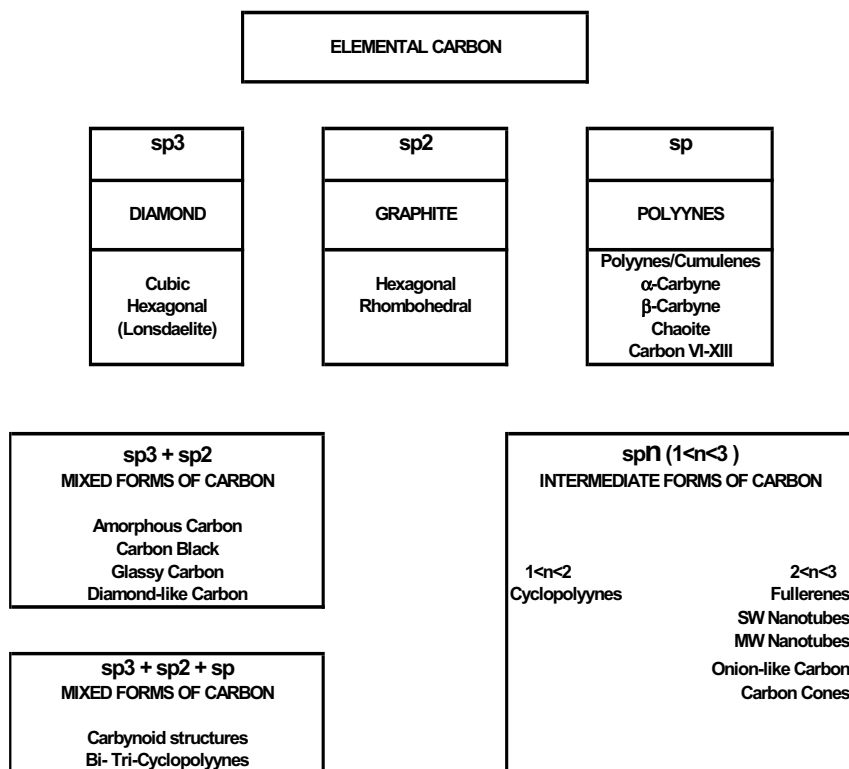 ELEMENTAL CARBON
sp3
DIAMOND
Cubic
Hexagonal
(Lonsdaelite)
sp2
GRAPHITE
Hexagonal
Rhombohedral
sp
POLYYNES
Polyynes/Cumulenes
α-Carbyne
β-Carbyne
Chaoite
Carbon VI-XIII
sp3 + sp2
MIXED FORMS OF CARBON
Amorphous Carbon
Carbon Black
Glassy Carbon
Diamond-like Carbon
sp3 + sp2 + sp
MIXED FORMS OF CARBON
Carbynoid structures
Bi- Tri-Cyclopolyynes
spn (1<n<3 )
INTERMEDIATE FORMS OF CARBON
1<n<2
Cyclopolyynes
2<n<3
Fullerenes
SW Nanotubes
MW Nanotubes
Onion-like Carbon
Carbon Cones